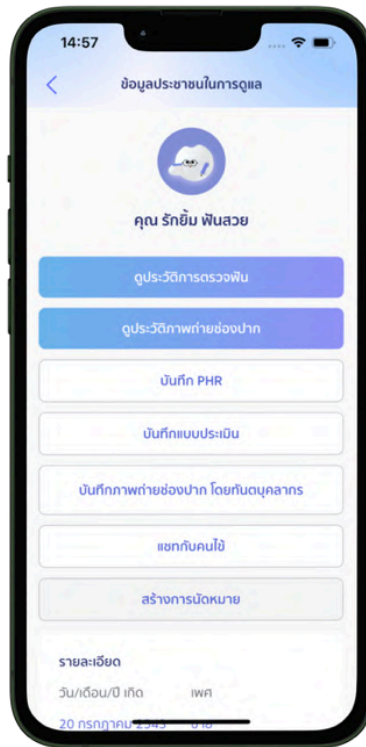 14:57
ข้อมูลประชาชนในการดูแล
คุณ รักยิ้ม ฟันสวย
ดูประวัติการตรวจฟัน
ดูประวัติภาพถ่ายช่องปาก
บันทึก PHR
บันทึกแบบประเมิน
บันทึกภาพถ่ายช่องปาก โดยทันตบุคลากร
แชทกับคนไข้
สร้างการนัดหมาย
รายละเอียด
วัน/เดือน/ปี เกิด เพศ
20 กรกฎาคม 2543 ชาย